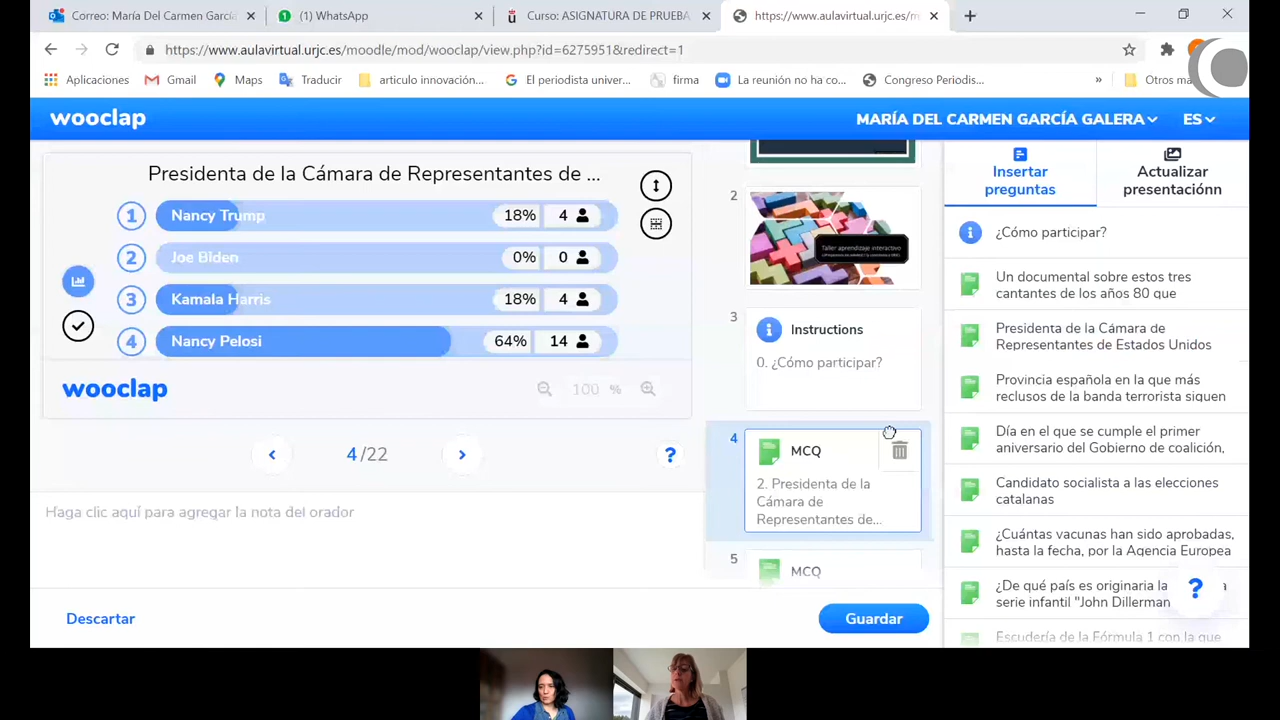 Correo: María Del Carmen García
(1) WhatsApp
Curso: ASIGNATURA DE PRUEBA
https://www.aulavirtual.urjc.es/m
https://www.aulavirtual.urjc.es/moodle/mod/wooclap/view.php?id=6275951&redirect=1
Aplicaciones
Gmail
Maps
Traducir
articulo innovación...
El periodista univer...
firma
La reunión no ha co...
Congreso Periodis...
»
Otros ma
wooclap
MARÍA DEL CARMEN GARCÍA GALERA
ES
Presidenta de la Cámara de Representantes de ...
1 Nancy Trump 18% 4
2 Joe Biden 0% 0
3 Kamala Harris 18% 4
4 Nancy Pelosi 64% 14
wooclap
100 %
4 /22
?
Haga clic aquí para agregar la nota del orador
Descartar
Guardar
2
Taller aprendizaje interactivo
3
Instructions
0. ¿Cómo participar?
4
MCQ
2. Presidenta de la
Cámara de
Representantes de...
5
MCQ
Insertar
preguntas
Actualizar
presentaciónn
¿Cómo participar?
Un documental sobre estos tres
cantantes de los años 80 que
Presidenta de la Cámara de
Representantes de Estados Unidos
Provincia española en la que más
reclusos de la banda terrorista siguen
Día en el que se cumple el primer
aniversario del Gobierno de coalición,
Candidato socialista a las elecciones
catalanas
¿Cuántas vacunas han sido aprobadas,
hasta la fecha, por la Agencia Europea
¿De qué país es originaria la
serie infantil "John Dillerman
?
Escudería de la Fórmula 1 con la que